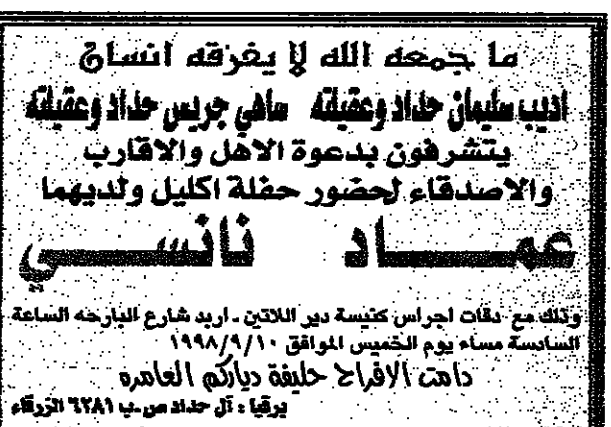 ما جمعه الله لا يفرقه انسان
اديب سليمان حداد وعقيلته ساهي جريس حداد وعقيلته
يتشرفون بدعوة الاهل والاقارب
والاصدقاء لحضور حفلة اكليل ولديهما
عماد نانسي
وذلك مع دقات اجراس كنيسة دير اللاتين ـ اربد شارع البارحه الساعة
السادسة مساء يوم الخميس الموافق ١٩٩٨/٩/١٠
دامت الافراح حليفة دياركم العامره
برقيا : آل حداد ص.ب ٦٢٨١ الزرقاء